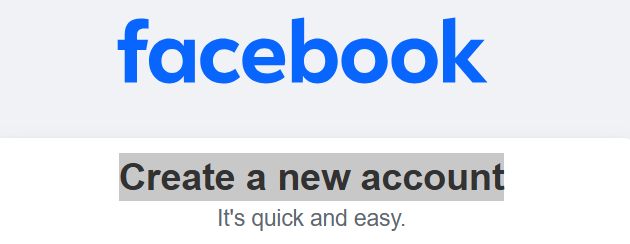 facebook
Create a new account
It's quick and easy.